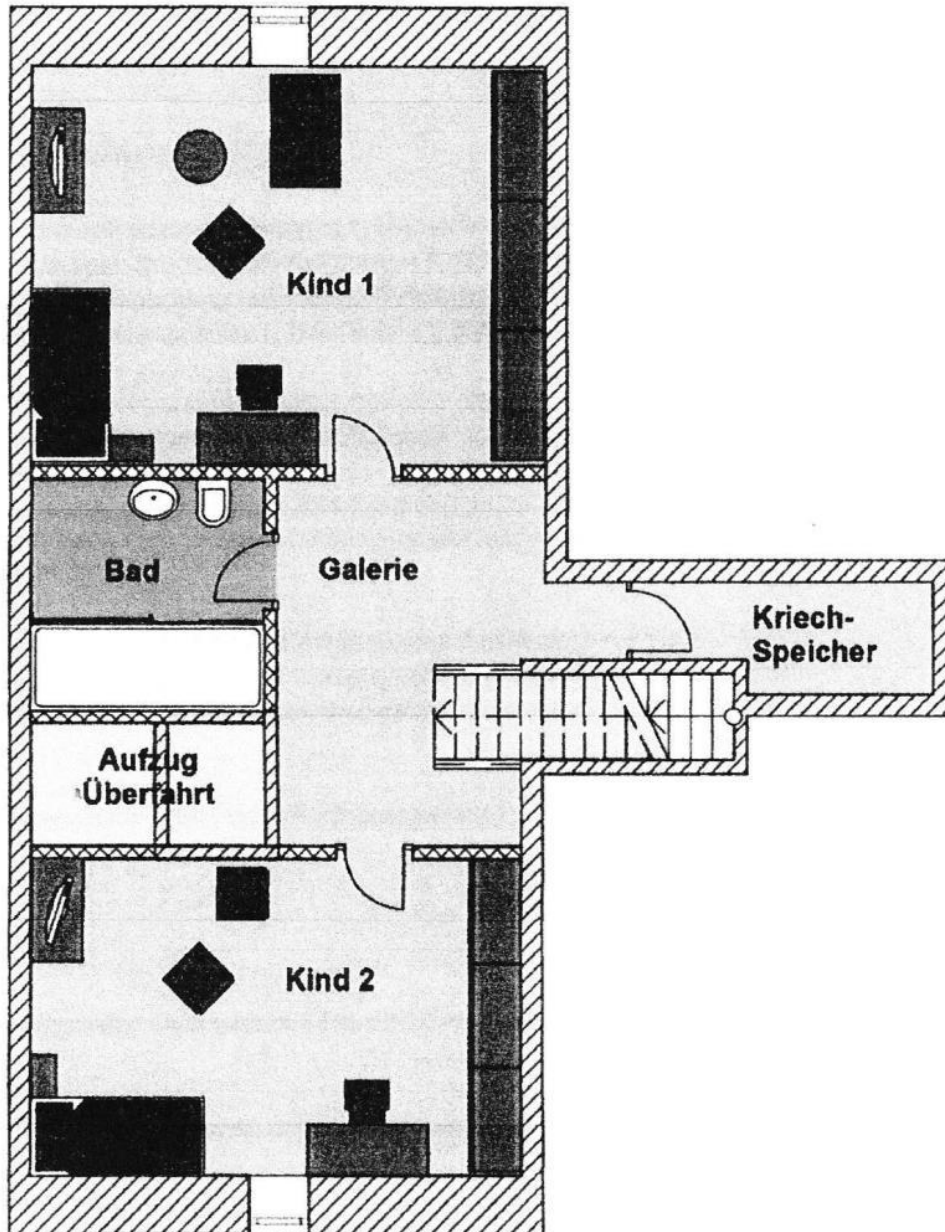 Kind 1
Bad
Galerie
Kriech-
Speicher
Aufzug
Überfahrt
Kind 2